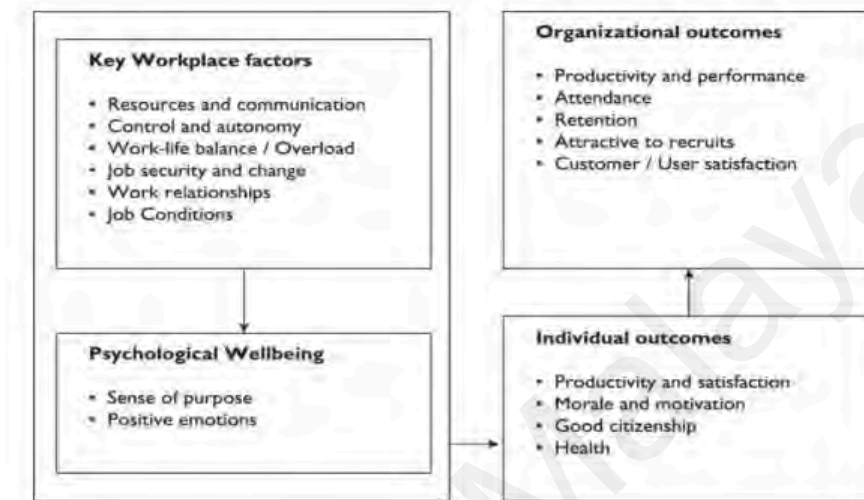 Key Workplace factors
• Resources and communication
• Control and autonomy
• Work-life balance / Overload
• Job security and change
• Work relationships
• Job Conditions
Psychological Wellbeing
• Sense of purpose
• Positive emotions
Organizational outcomes
• Productivity and performance
• Attendance
• Retention
• Attractive to recruits
• Customer / User satisfaction
Individual outcomes
• Productivity and satisfaction
• Morale and motivation
• Good citizenship
• Health
Malaya